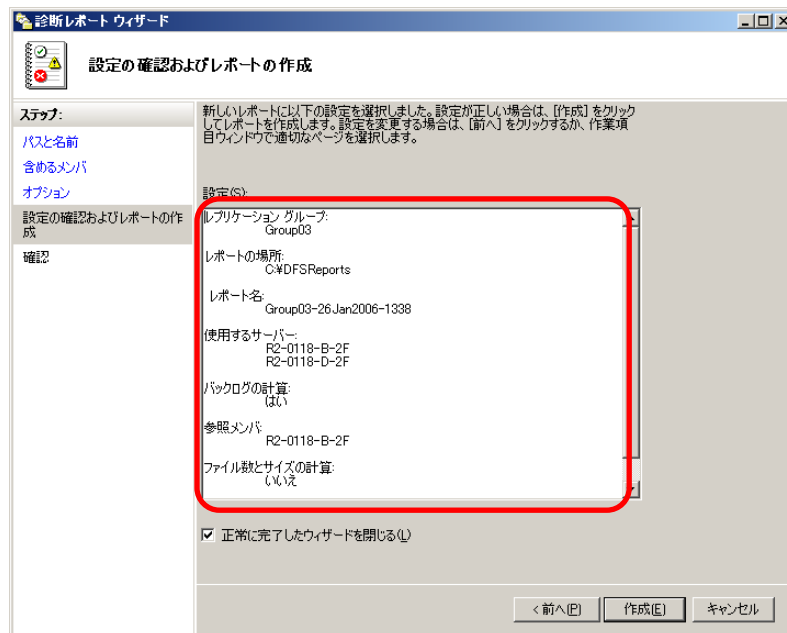 診断レポート ウィザード
設定の確認およびレポートの作成
ステップ:
パスと名前
含めるメンバ
オプション
設定の確認およびレポートの作
成
確認
新しいレポートに以下の設定を選択しました。設定が正しい場合は、[作成] をクリック
してレポートを作成します。設定を変更する場合は、[前へ] をクリックするか、作業項
目ウィンドウで適切なページを選択します。
設定(S):
レプリケーション グループ:
Group03
レポートの場所:
C:¥DFSReports
レポート名:
Group03-26Jan2006-1338
使用するサーバー:
R2-0118-B-2F
R2-0118-D-2F
バックログの計算:
はい
参照メンバ:
R2-0118-B-2F
ファイル数とサイズの計算:
いいえ
正常に完了したウィザードを閉じる(L)
< 前へ(P)
作成(E)
キャンセル